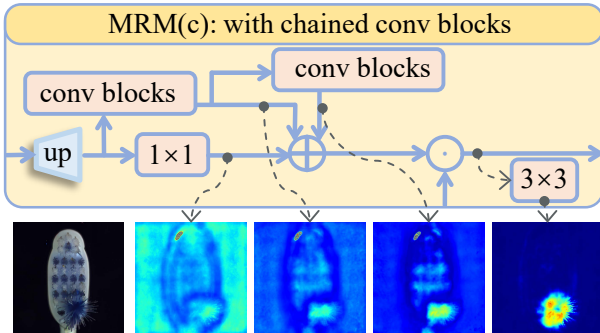 MRM(c): with chained conv blocks
conv blocks
conv blocks
up
1×1
3×3